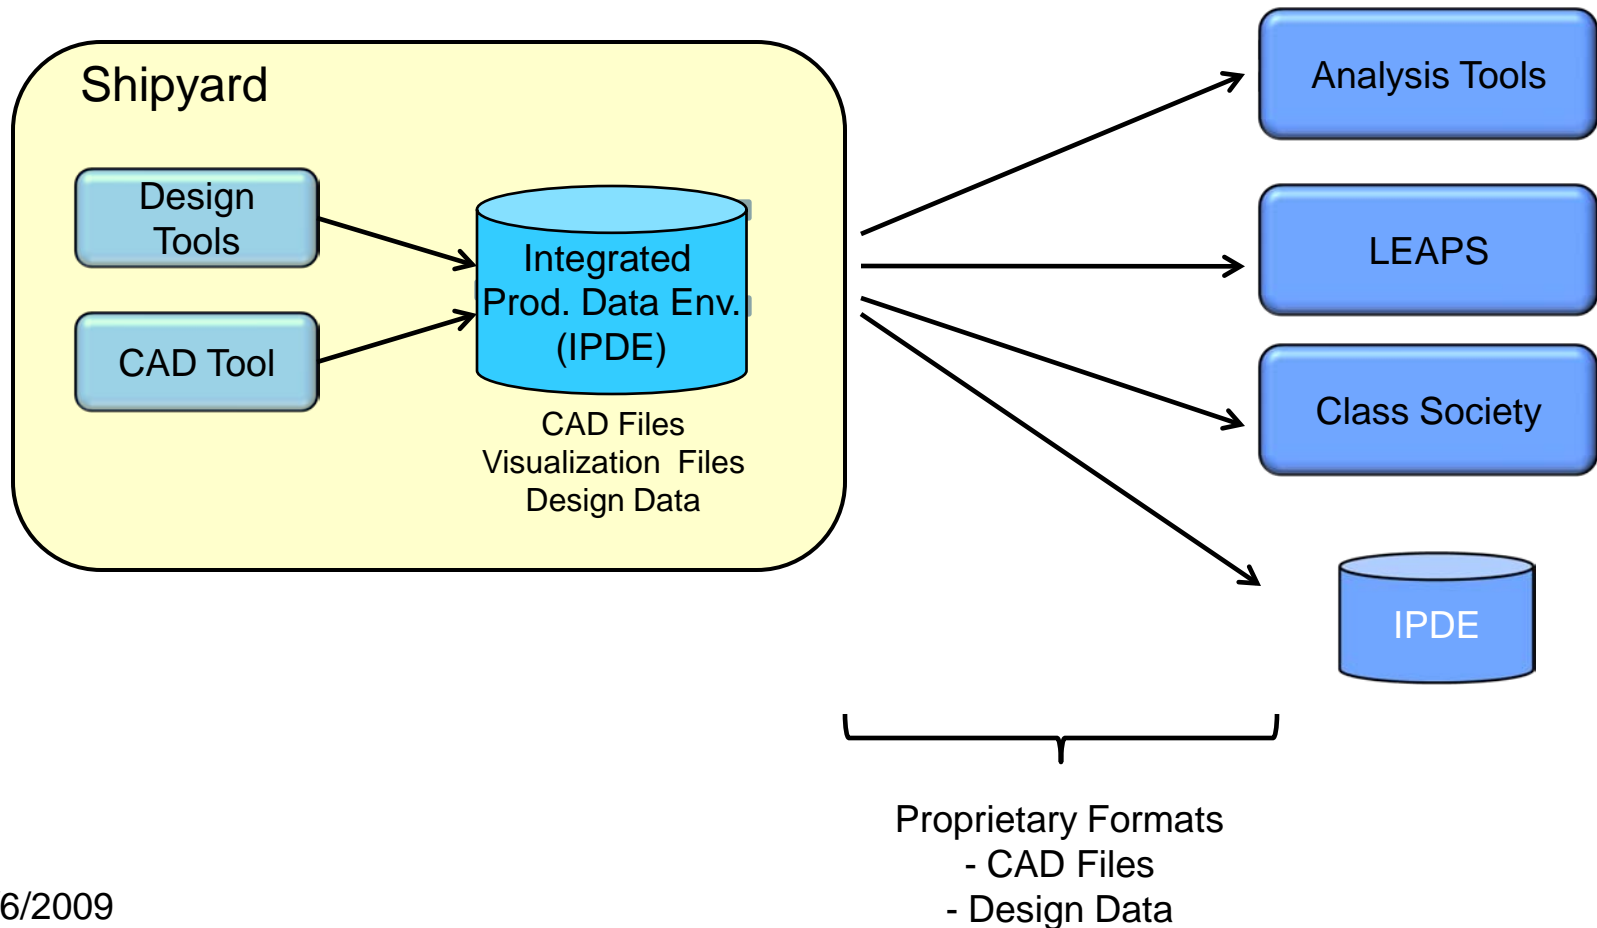 Shipyard
Design
Tools
CAD Tool
Integrated
Prod. Data Env.
(IPDE)
CAD Files
Visualization Files
Design Data
Analysis Tools
LEAPS
Class Society
IPDE
Proprietary Formats
- CAD Files
- Design Data
6/2009